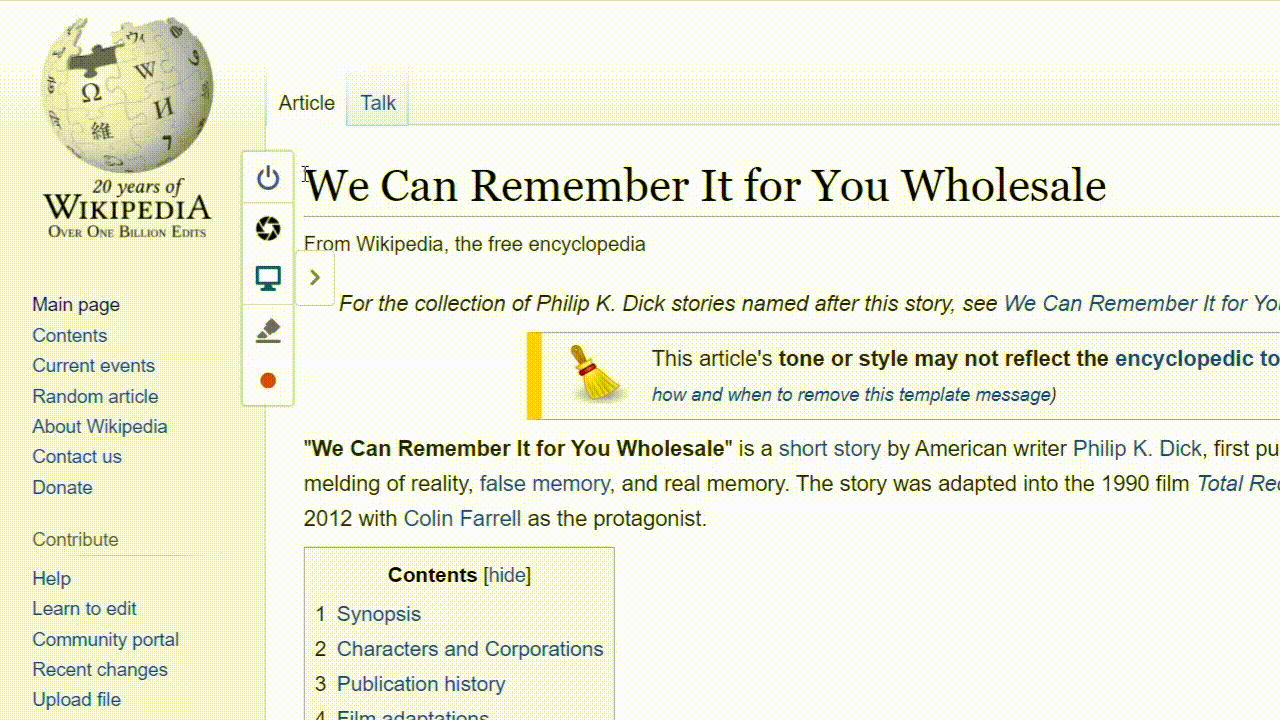 20 years of
WIKIPEDIA
OVER ONE BILLION EDITS
Main page
Contents
Current events
Random article
About Wikipedia
Contact us
Donate
Contribute
Help
Learn to edit
Community portal
Recent changes
Upload file
Article Talk
We Can Remember It for You Wholesale
From Wikipedia, the free encyclopedia
For the collection of Philip K. Dick stories named after this story, see We Can Remember It for
This article's tone or style may not reflect the encyclopedic
how and when to remove this template message)
"We Can Remember It for You Wholesale" is a short story by American writer Philip K. Dick, first
melding of reality, false memory, and real memory. The story was adapted into the 1990 film Total
2012 with Colin Farrell as the protagonist.
Contents [hide]
1 Synopsis
2 Characters and Corporations
3 Publication history
4 Film adaptations